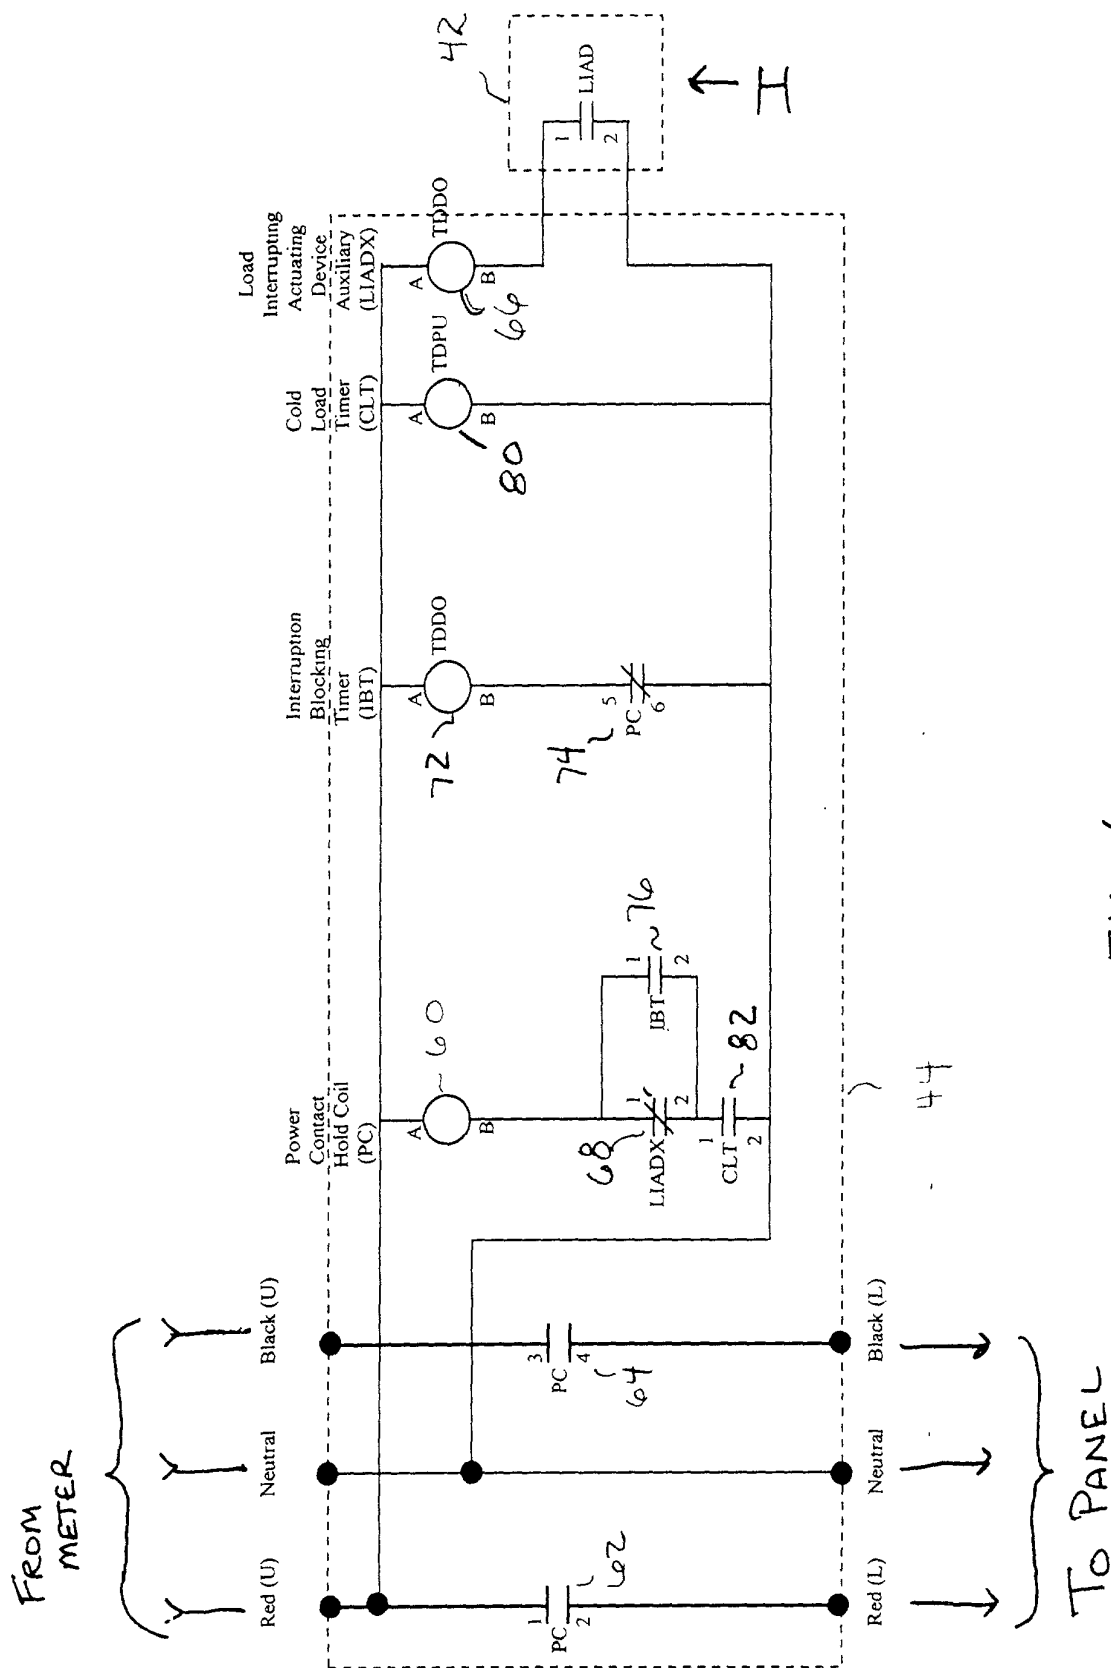 FROM
METER
Red (U)
Neutral
Black (U)
Power
Contact
Hold Coil
(PC)
Interruption
Blocking
Timer
(IBT)
Cold
Load
Timer
(CLT)
Load
Interrupting
Actuating
Device
Auxiliary
(LIADX)
A
60
B
A
TDDO
B
72
A
TDPU
B
80
A
TDDO
B
66
42
1
LIAD
2
H
1
PC
2
62
3
PC
4
64
68
1
LIADX
2
1
IBT
2
76
1
CLT
2
82
74
5
PC
6
44
Red (L)
Neutral
Black (L)
TO PANEL